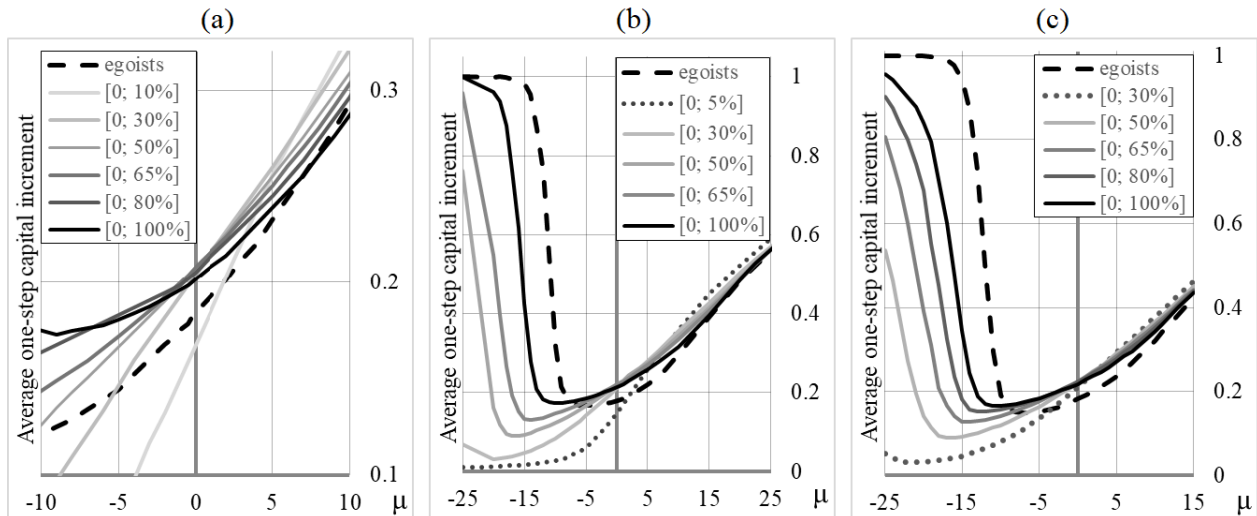 (a)
Average one-step capital increment
egoists
[0; 10%]
[0; 30%]
[0; 50%]
[0; 65%]
[0; 80%]
[0; 100%]
0.3
0.2
0.1
-10 -5 0 5 10 μ
(b)
Average one-step capital increment
egoists
[0; 5%]
[0; 30%]
[0; 50%]
[0; 65%]
[0; 100%]
1
0.8
0.6
0.4
0.2
0
-25 -15 -5 5 15 25 μ
(c)
Average one-step capital increment
egoists
[0; 30%]
[0; 50%]
[0; 65%]
[0; 80%]
[0; 100%]
1
0.8
0.6
0.4
0.2
0
-25 -15 -5 5 15 μ